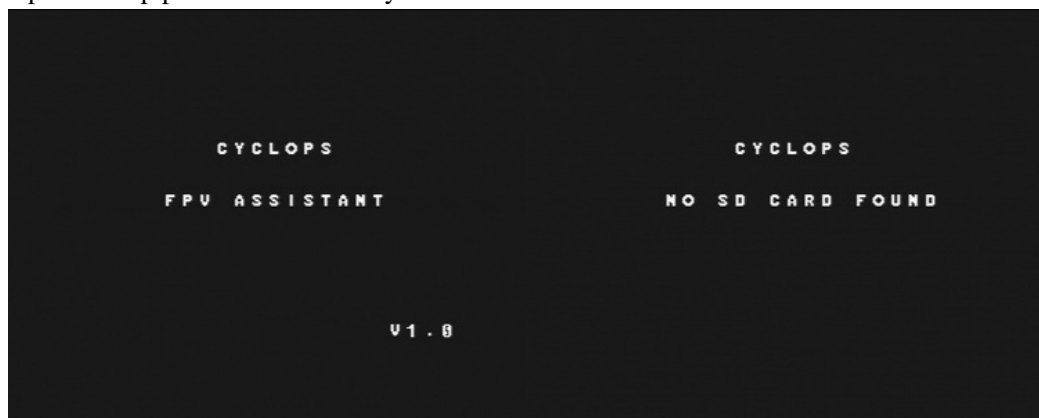 CYCLOPS
FPV ASSISTANT
V1.0
CYCLOPS
NO SD CARD FOUND